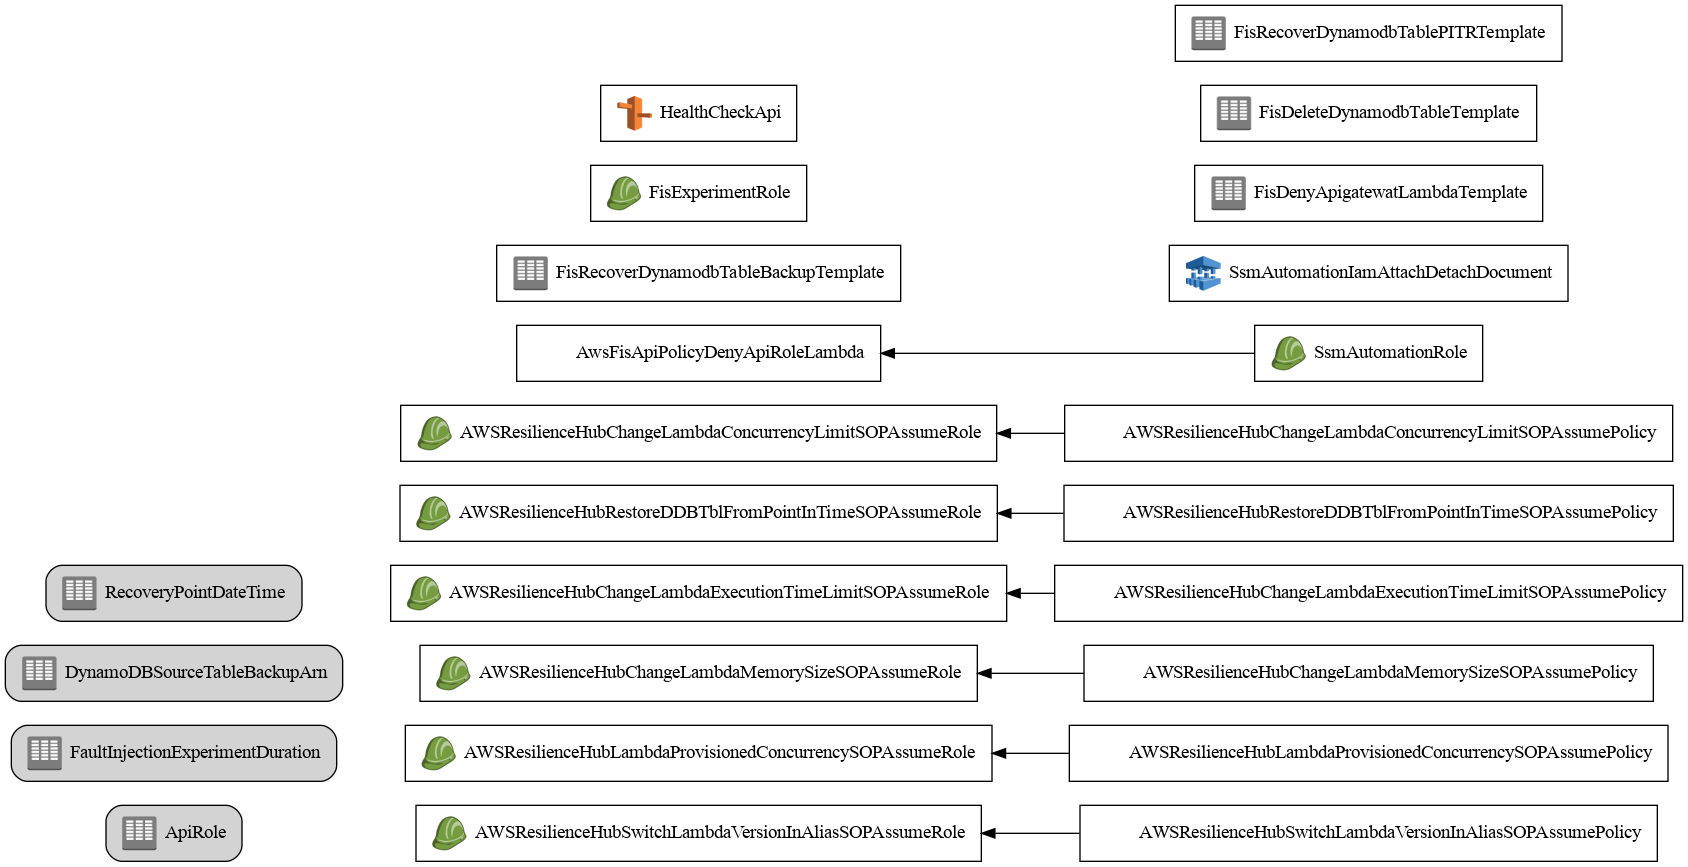 FisRecoverDynamodbTablePITRTemplate
HealthCheckApi
FisDeleteDynamodbTableTemplate
FisExperimentRole
FisDenyApigatewatLambdaTemplate
FisRecoverDynamodbTableBackupTemplate
SsmAutomationIamAttachDetachDocument
AwsFisApiPolicyDenyApiRoleLambda
SsmAutomationRole
AWSResilienceHubChangeLambdaConcurrencyLimitSOPAssumeRole
AWSResilienceHubChangeLambdaConcurrencyLimitSOPAssumePolicy
AWSResilienceHubRestoreDDBTblFromPointInTimeSOPAssumeRole
AWSResilienceHubRestoreDDBTblFromPointInTimeSOPAssumePolicy
RecoveryPointDateTime
AWSResilienceHubChangeLambdaExecutionTimeLimitSOPAssumeRole
AWSResilienceHubChangeLambdaExecutionTimeLimitSOPAssumePolicy
DynamoDBSourceTableBackupArn
AWSResilienceHubChangeLambdaMemorySizeSOPAssumeRole
AWSResilienceHubChangeLambdaMemorySizeSOPAssumePolicy
FaultInjectionExperimentDuration
AWSResilienceHubLambdaProvisionedConcurrencySOPAssumeRole
AWSResilienceHubLambdaProvisionedConcurrencySOPAssumePolicy
ApiRole
AWSResilienceHubSwitchLambdaVersionInAliasSOPAssumeRole
AWSResilienceHubSwitchLambdaVersionInAliasSOPAssumePolicy